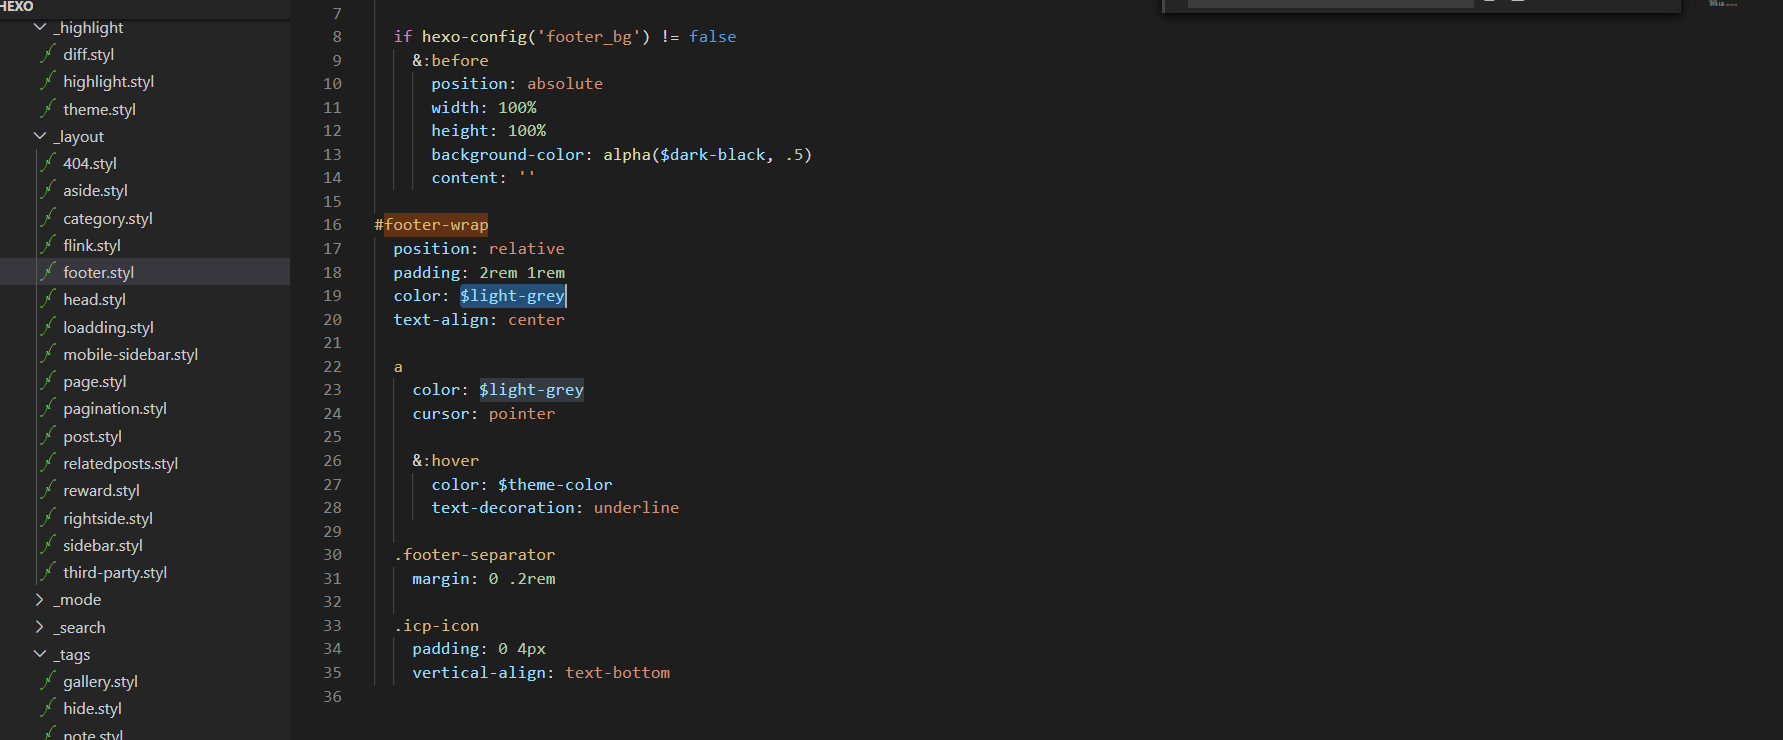 HEXO
_highlight
diff.styl
highlight.styl
theme.styl
_layout
404.styl
aside.styl
category.styl
flink.styl
footer.styl
head.styl
loadding.styl
mobile-sidebar.styl
page.styl
pagination.styl
post.styl
relatedposts.styl
reward.styl
rightside.styl
sidebar.styl
third-party.styl
_mode
_search
_tags
gallery.styl
hide.styl
note.styl
7
8 if hexo-config('footer_bg') != false
9 &:before
10 position: absolute
11 width: 100%
12 height: 100%
13 background-color: alpha($dark-black, .5)
14 content: ''
15
16 #footer-wrap
17 position: relative
18 padding: 2rem 1rem
19 color: $light-grey
20 text-align: center
21
22 a
23 color: $light-grey
24 cursor: pointer
25
26 &:hover
27 color: $theme-color
28 text-decoration: underline
29
30 .footer-separator
31 margin: 0 .2rem
32
33 .icp-icon
34 padding: 0 4px
35 vertical-align: text-bottom
36